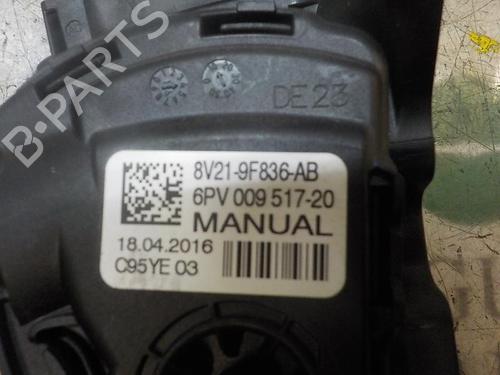 B-PARTS
DE23
8V21-9F836-AB
6PV 009 517-20
MANUAL
18.04.2016
C95YE 03